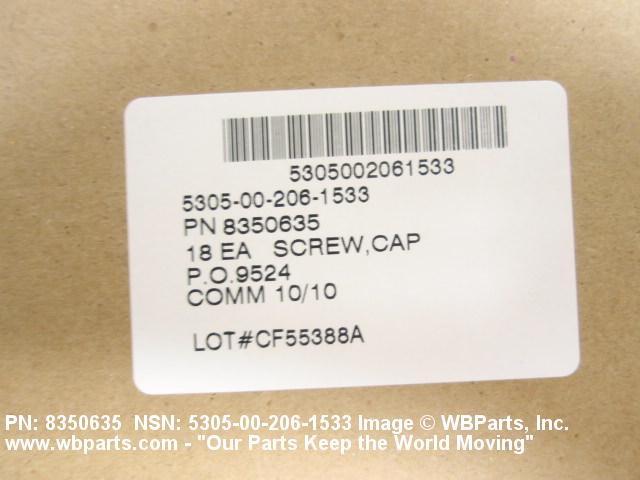 5305002061533
5305-00-206-1533
PN 8350635
18 EA SCREW,CAP
P.O.9524
COMM 10/10
LOT#CF55388A
PN: 8350635 NSN: 5305-00-206-1533 Image © WBParts, Inc.
www.wbparts.com - "Our Parts Keep the World Moving"